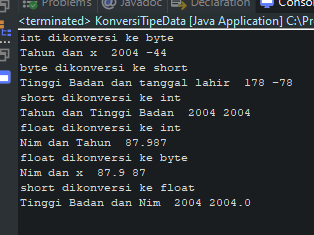 Problems @ Javadoc Declaration Conso
<terminated> KonversiTipeData [Java Application] C:\Pr
int dikonversi ke byte
Tahun dan x  2004 -44
byte dikonversi ke short
Tinggi Badan dan tanggal lahir  178 -78
short dikonversi ke int
Tahun dan Tinggi Badan  2004 2004
float dikonversi ke int
Nim dan Tahun  87.987
float dikonversi ke byte
Nim dan x  87.9 87
short dikonversi ke float
Tinggi Badan dan Nim  2004 2004.0